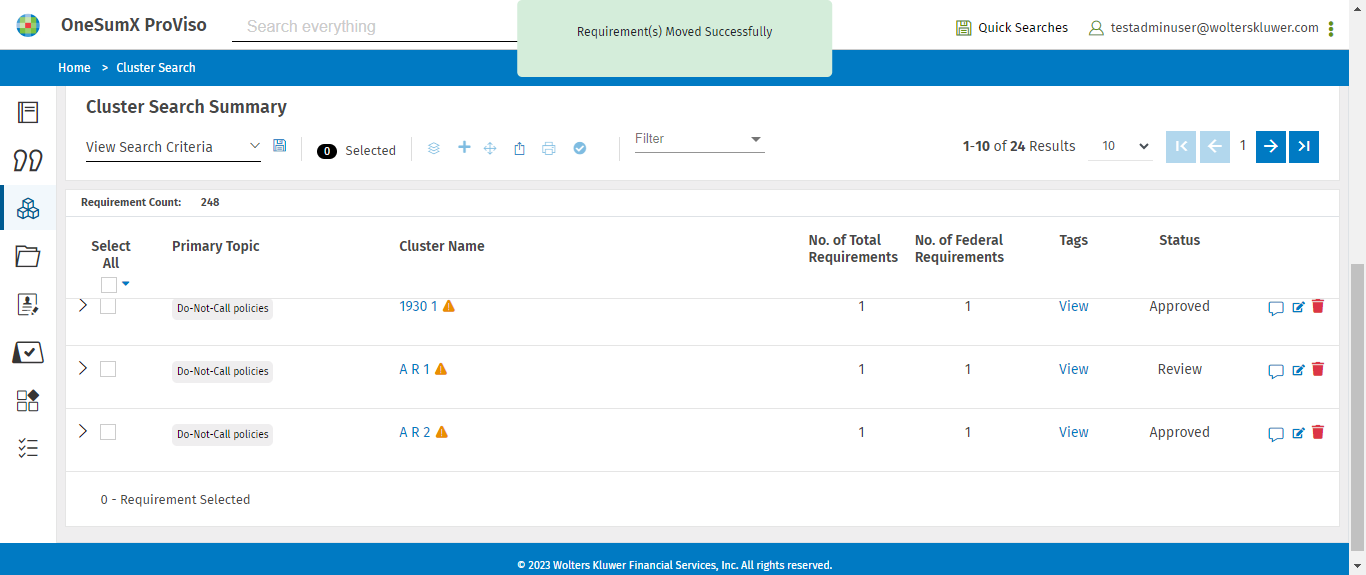 OneSumX ProViso
Search everything
Requirement(s) Moved Successfully
Quick Searches
testadminuser@wolterskluwer.com
Home > Cluster Search
Cluster Search Summary
View Search Criteria
0 Selected
Filter
1-10 of 24 Results
10
1
Requirement Count: 248
Select All
Primary Topic
Cluster Name
No. of Total Requirements
No. of Federal Requirements
Tags
Status
Do-Not-Call policies 1930 1 1 1 View Approved
Do-Not-Call policies A R 1 1 1 View Review
Do-Not-Call policies A R 2 1 1 View Approved
0 - Requirement Selected
© 2023 Wolters Kluwer Financial Services, Inc. All rights reserved.